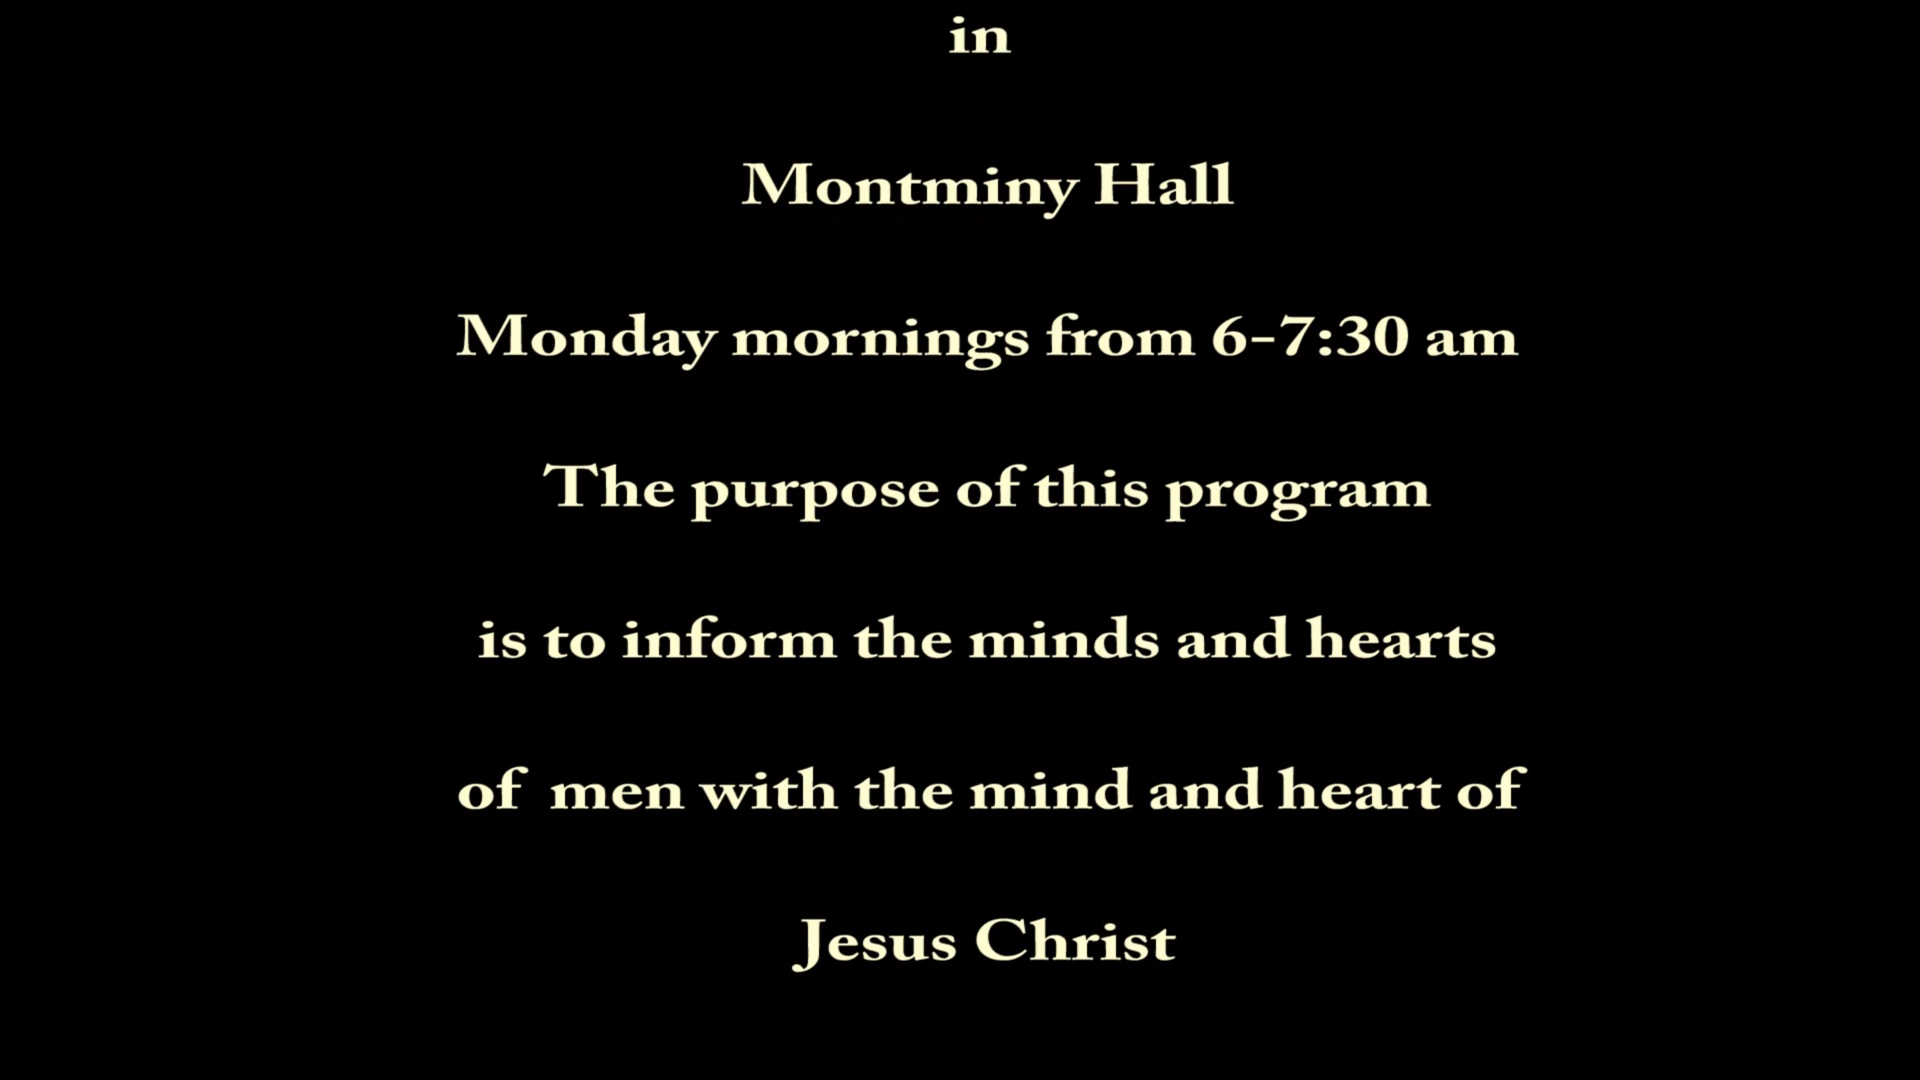 in
Montminy Hall
Monday mornings from 6-7:30 am
The purpose of this program
is to inform the minds and hearts
of men with the mind and heart of
Jesus Christ